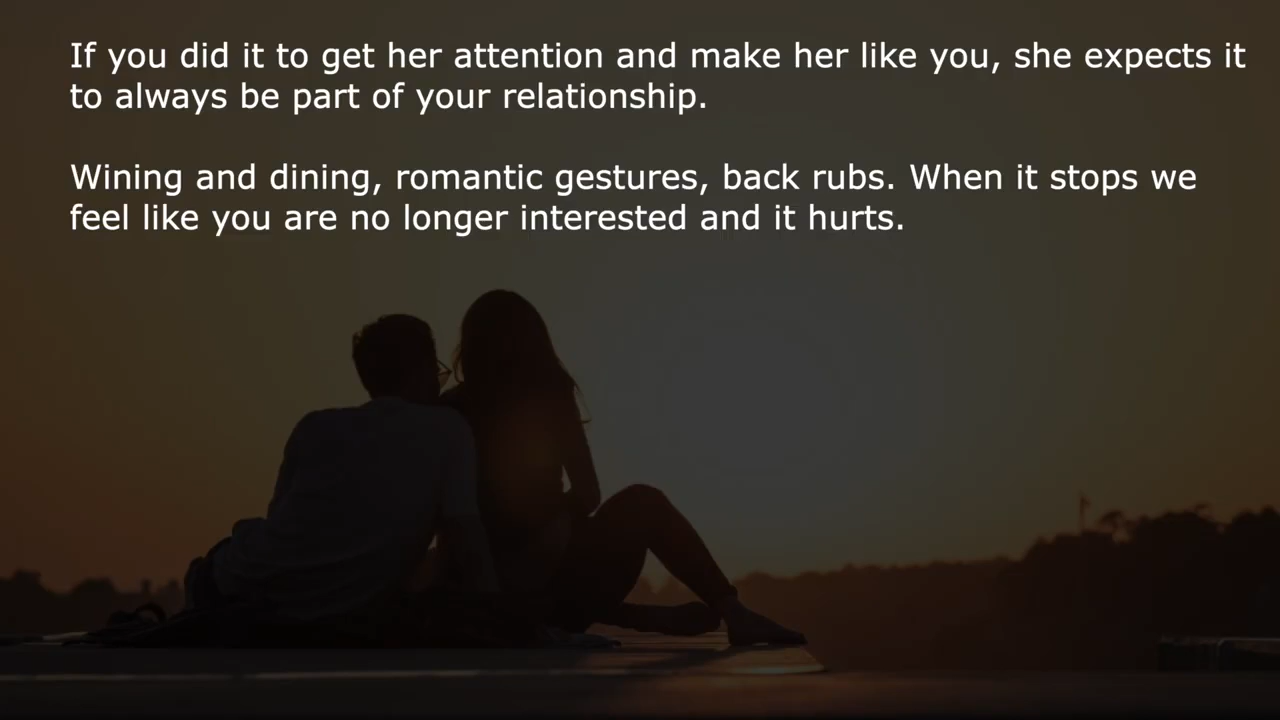 If you did it to get her attention and make her like you, she expects it
to always be part of your relationship.
Wining and dining, romantic gestures, back rubs. When it stops we
feel like you are no longer interested and it hurts.